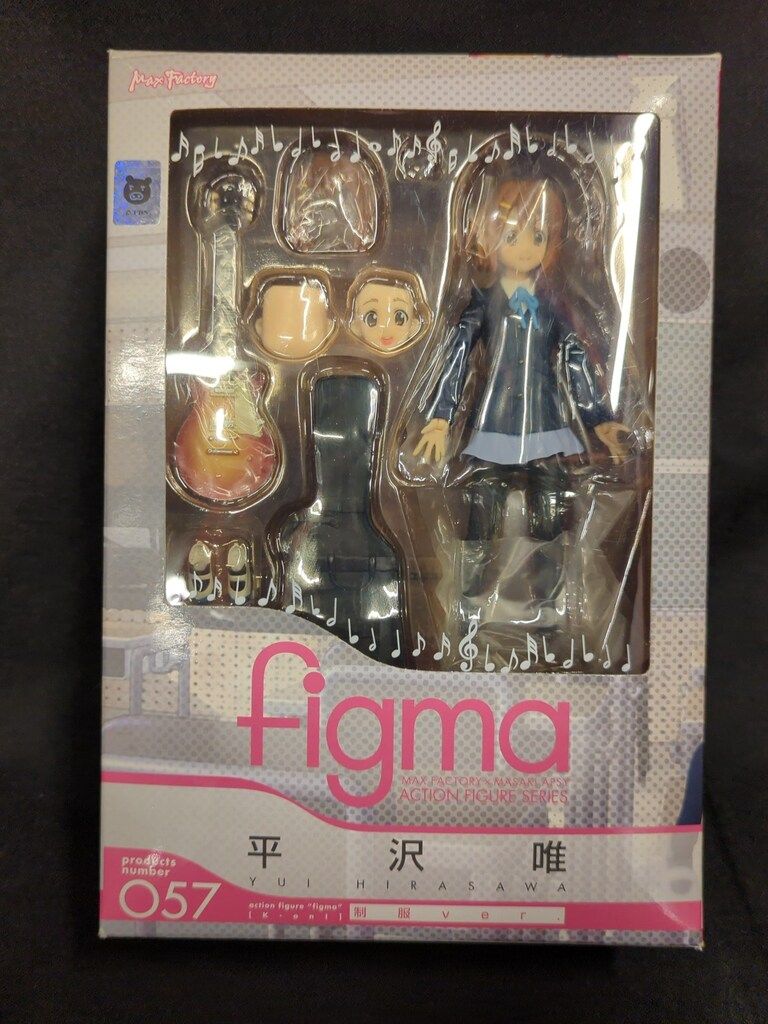 Max Factory
figma
MAX FACTORY × MASAKI APSY
ACTION FIGURE SERIES
平沢唯
YUI HIRASAWA
products
number
057
action figure "figma"
[K-on!]
制服ver.